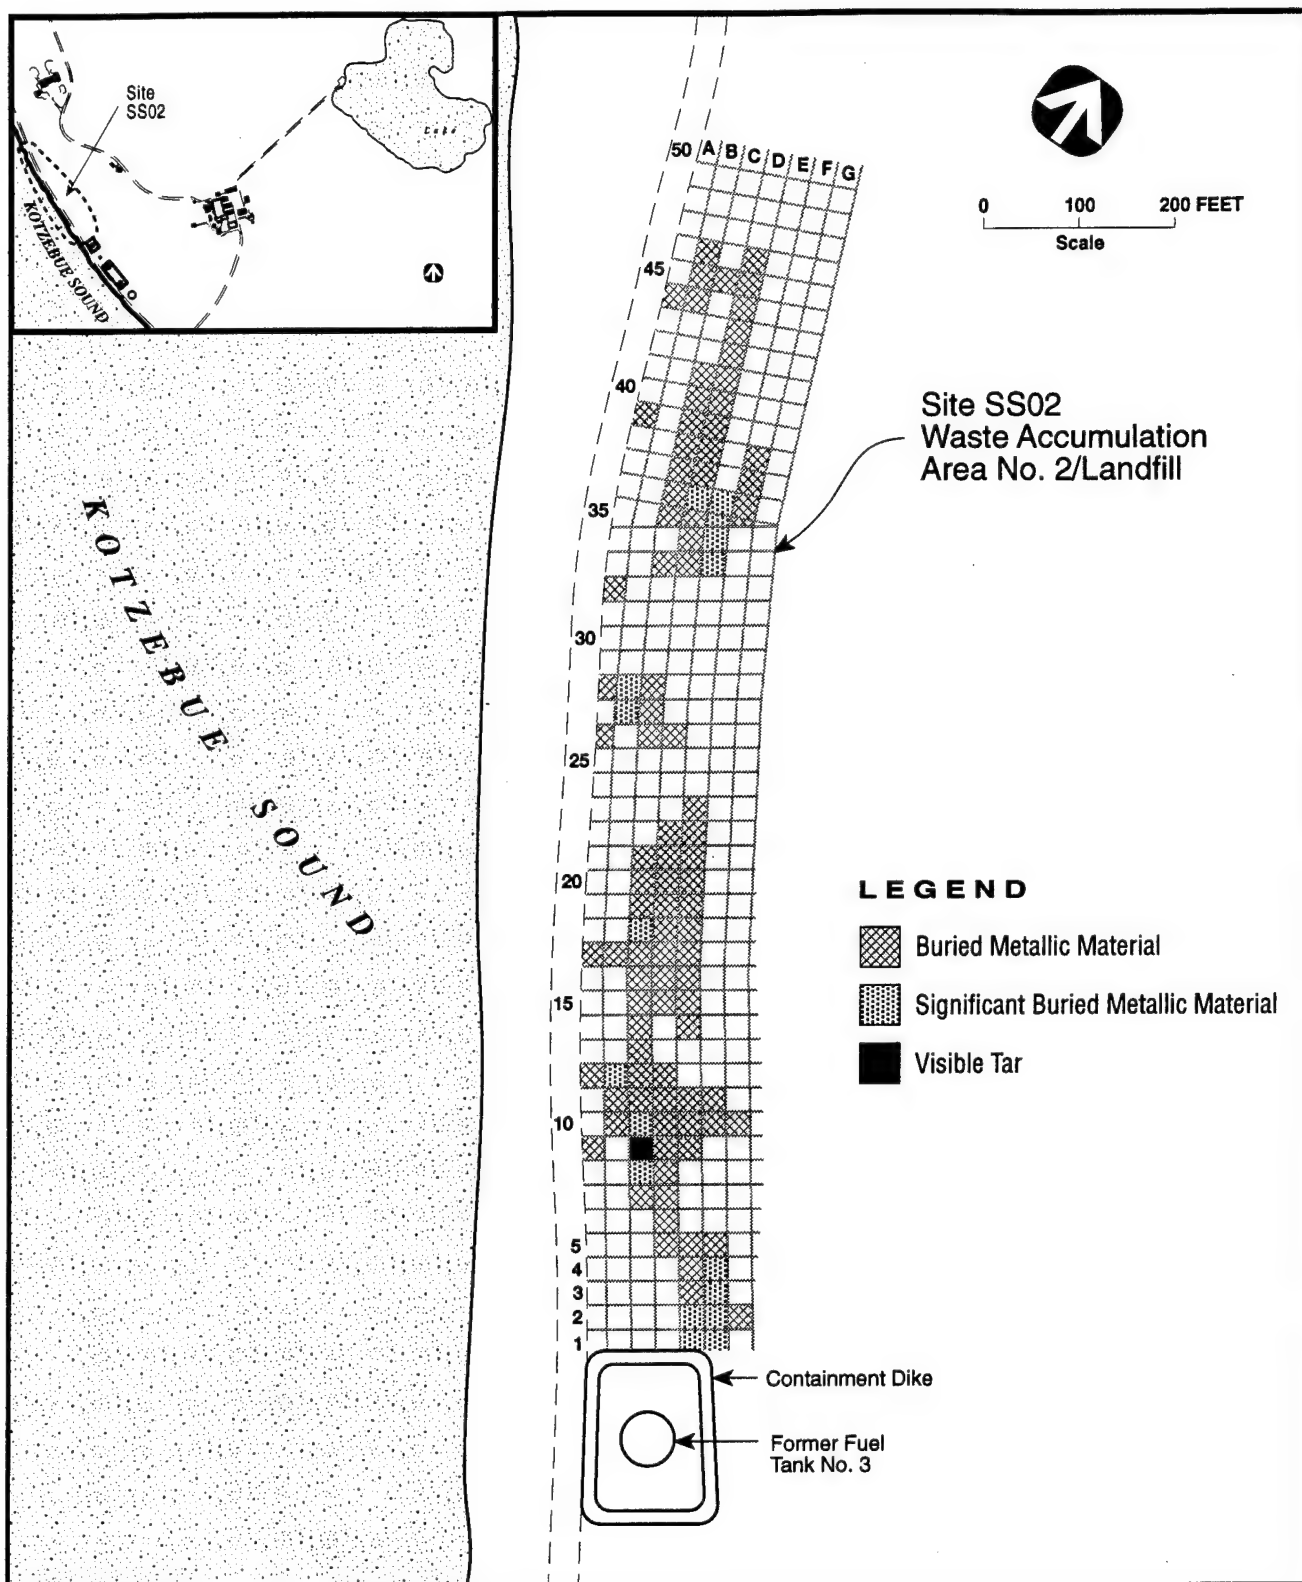 Site
SS02
Lake
KOTZEBUE SOUND
50 A B C D E F G
45
40
35
30
25
20
15
10
5
4
3
2
1
0 100 200 FEET
Scale
Site SS02
Waste Accumulation
Area No. 2/Landfill
KOTZEBUE SOUND
LEGEND
Buried Metallic Material
Significant Buried Metallic Material
Visible Tar
Containment Dike
Former Fuel
Tank No. 3